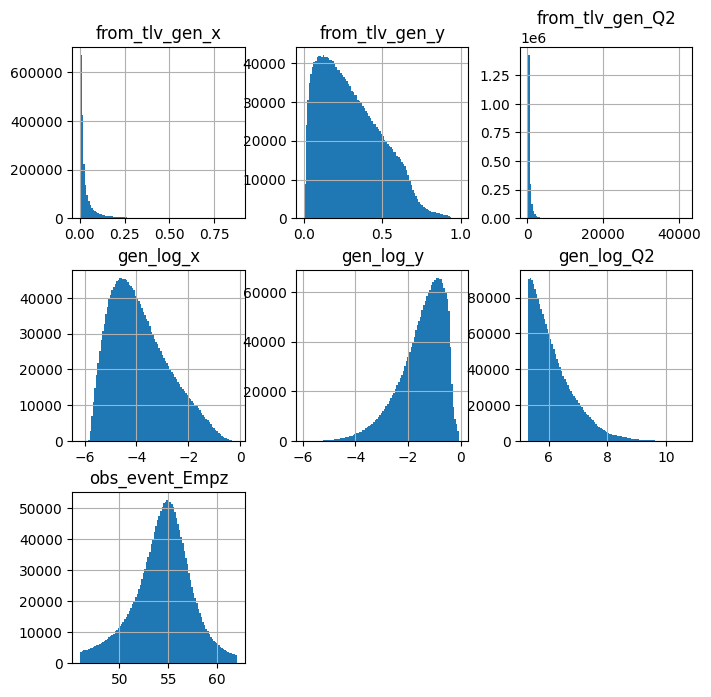 from_tlv_gen_x
600000
400000
200000
0
0.00 0.25 0.50 0.75
from_tlv_gen_y
40000
30000
20000
10000
0
0.0 0.5 1.0
from_tlv_gen_Q2
1e6
1.25
1.00
0.75
0.50
0.25
0.00
0 20000 40000
gen_log_x
40000
30000
20000
10000
0
−6 −4 −2 0
gen_log_y
60000
40000
20000
0
−6 −4 −2 0
gen_log_Q2
80000
60000
40000
20000
0
6 8 10
obs_event_Empz
50000
40000
30000
20000
10000
0
50 55 60